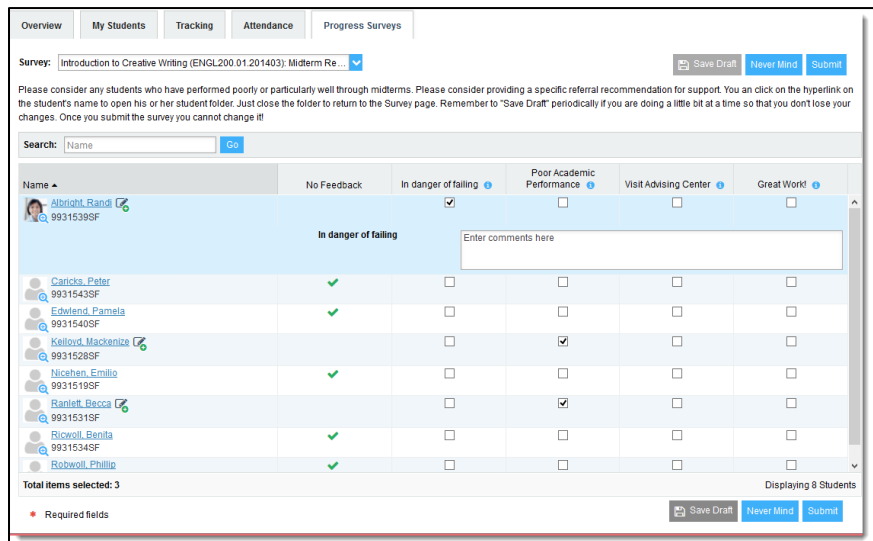 Overview My Students Tracking Attendance Progress Surveys
Survey: Introduction to Creative Writing (ENGL200.01.201403): Midterm Re... Save Draft Never Mind Submit
Please consider any students who have performed poorly or particularly well through midterms. Please consider providing a specific referral recommendation for support. You an click on the hyperlink on
the student's name to open his or her student folder. Just close the folder to return to the Survey page. Remember to "Save Draft" periodically if you are doing a little bit at a time so that you don't lose your
changes. Once you submit the survey you cannot change it!
Search: Name Go
Name No Feedback In danger of failing Poor Academic Performance Visit Advising Center Great Work!
Albright, Randi
9931539SF
In danger of failing Enter comments here
Caricks, Peter
9931543SF
Edwlend, Pamela
9931540SF
Keiloyd, Mackenize
9931528SF
Nicehen, Emilio
9931519SF
Ranlett, Becca
9931531SF
Ricwoll, Benita
9931534SF
Robwoll, Phillip
Total items selected: 3 Displaying 8 Students
* Required fields Save Draft Never Mind Submit